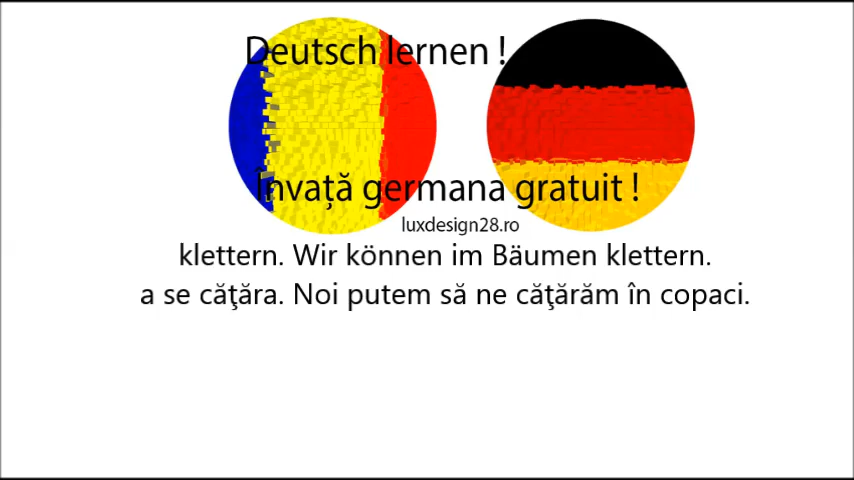 Deutsch lernen !
Învață germana gratuit !
luxdesign28.ro
klettern. Wir können im Bäumen klettern.
a se căţăra. Noi putem să ne căţărăm în copaci.